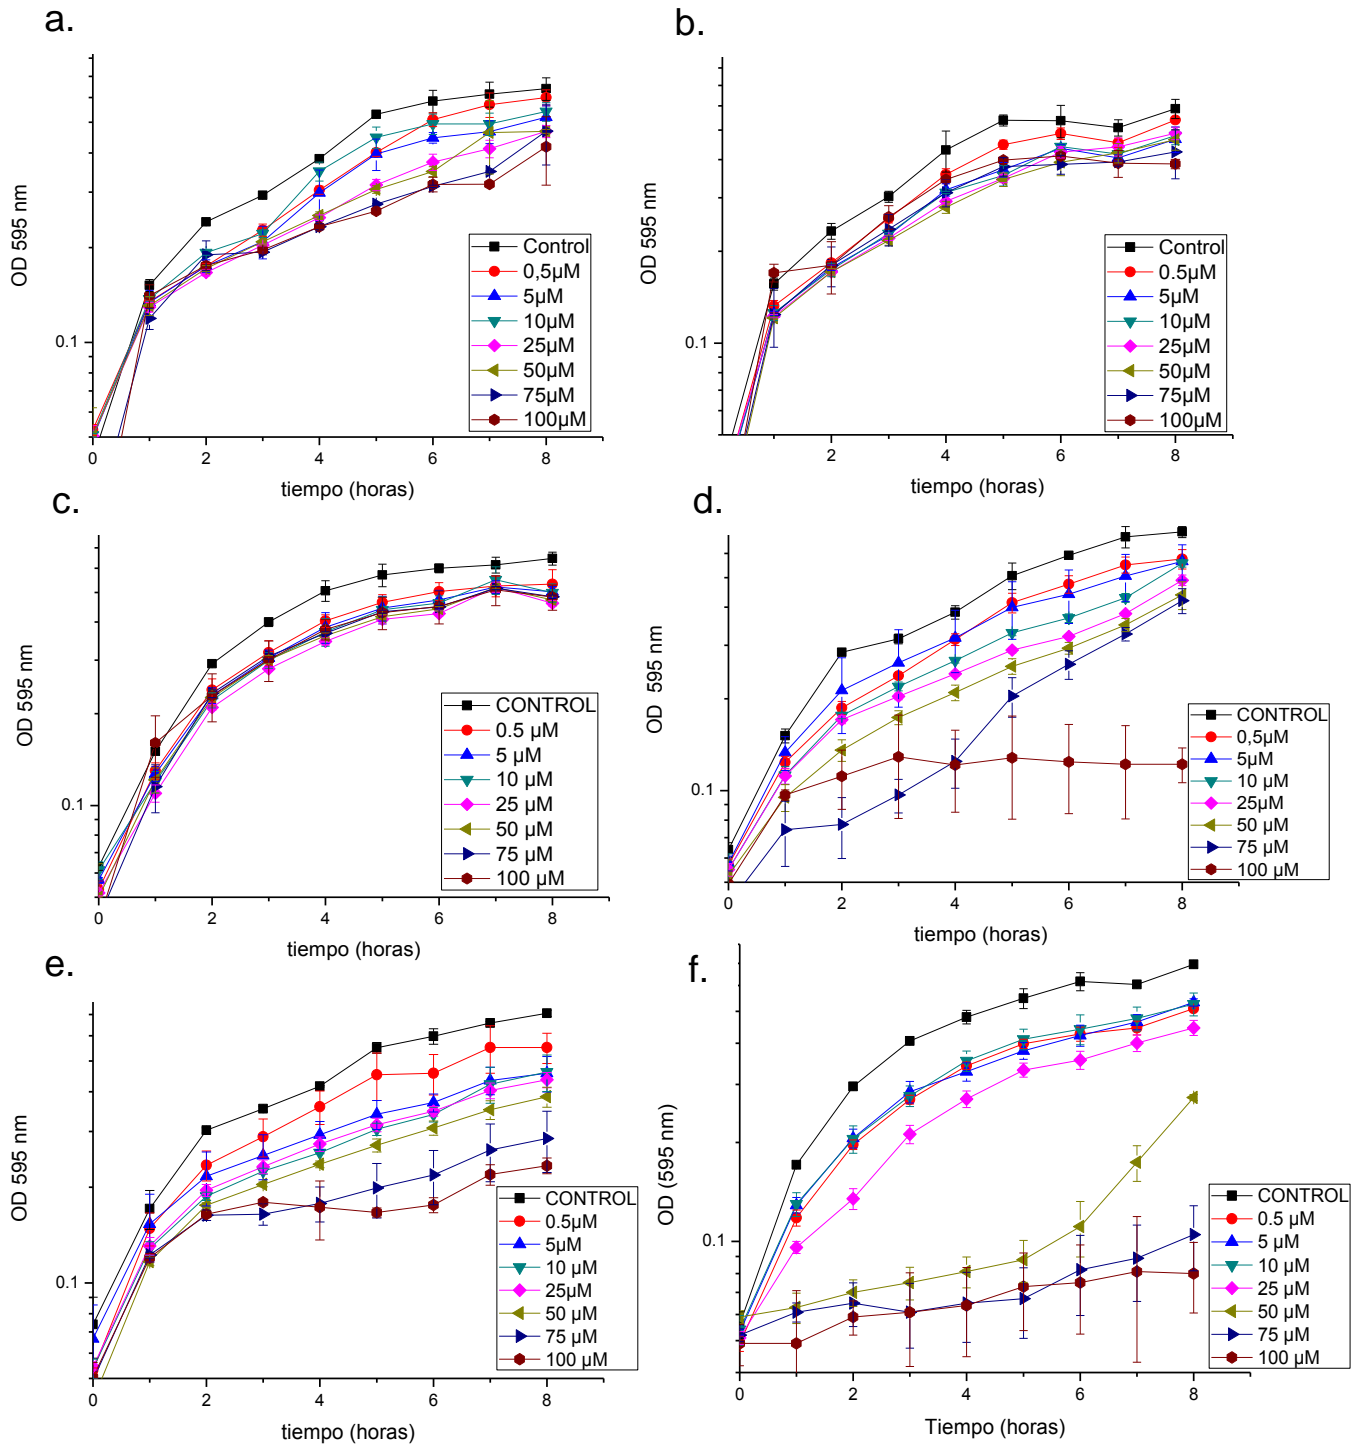 a.
OD 595 nm
0.1
0 2 4 6 8
tiempo (horas)
Control
0,5µM
5µM
10µM
25µM
50µM
75µM
100µM
b.
OD 595 nm
0.1
2 4 6 8
tiempo (horas)
Control
0.5µM
5µM
10µM
25µM
50µM
75µM
100µM
c.
OD 595 nm
0.1
0 2 4 6 8
tiempo (horas)
CONTROL
0.5 µM
5 µM
10 µM
25 µM
50 µM
75 µM
100 µM
d.
OD 595 nm
0.1
0 2 4 6 8
tiempo (horas)
CONTROL
0,5µM
5µM
10 µM
25µM
50 µM
75 µM
100 µM
e.
OD 595 nm
0.1
0 2 4 6 8
tiempo (horas)
CONTROL
0.5µM
5µM
10 µM
25µM
50 µM
75 µM
100 µM
f.
OD (595 nm)
0.1
0 2 4 6 8
Tiempo (horas)
CONTROL
0.5 µM
5 µM
10 µM
25 µM
50 µM
75 µM
100 µM